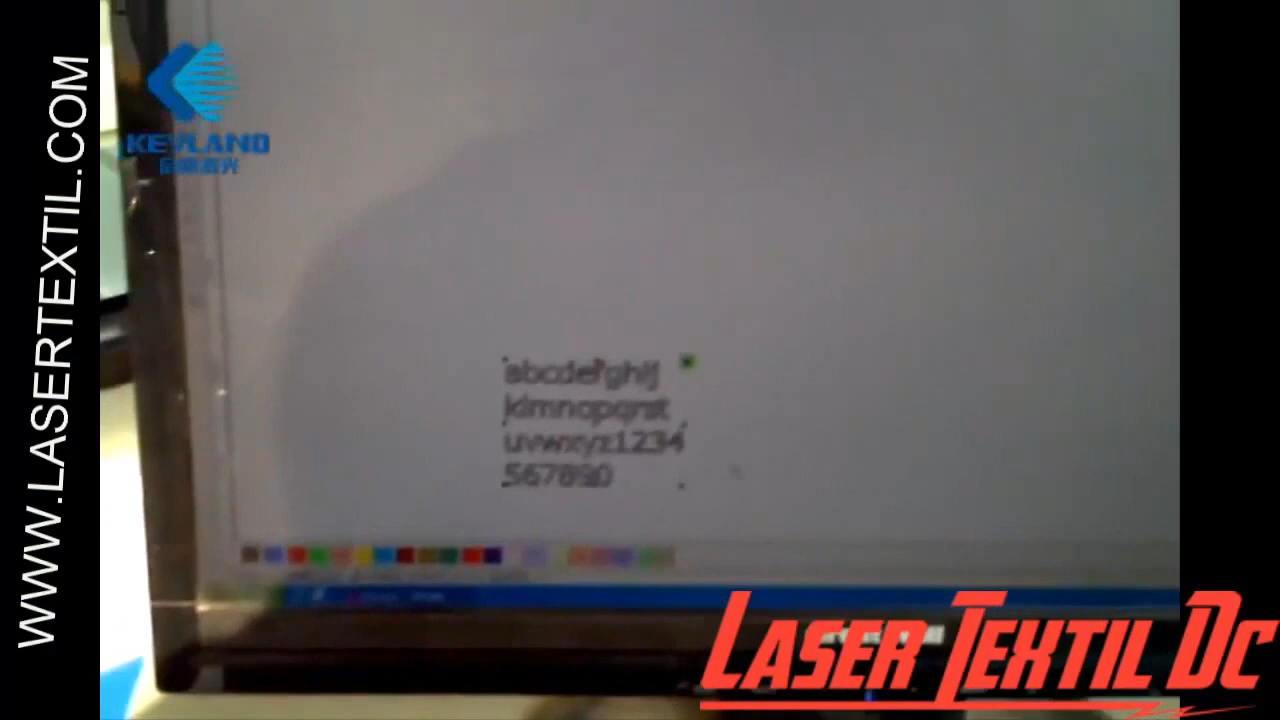 WWW.LASERTEXTIL.COM
KEYLAND
abcdefghij
klmnopqrst
uvwxyz1234
567890
LASER TEXTIL DC